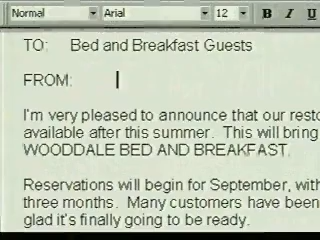 Normal Arial 12 B I U
TO: Bed and Breakfast Guests
FROM:
I'm very pleased to announce that our resto
available after this summer. This will bring
WOODDALE BED AND BREAKFAST.
Reservations will begin for September, with
three months. Many customers have been
glad it's finally going to be ready.